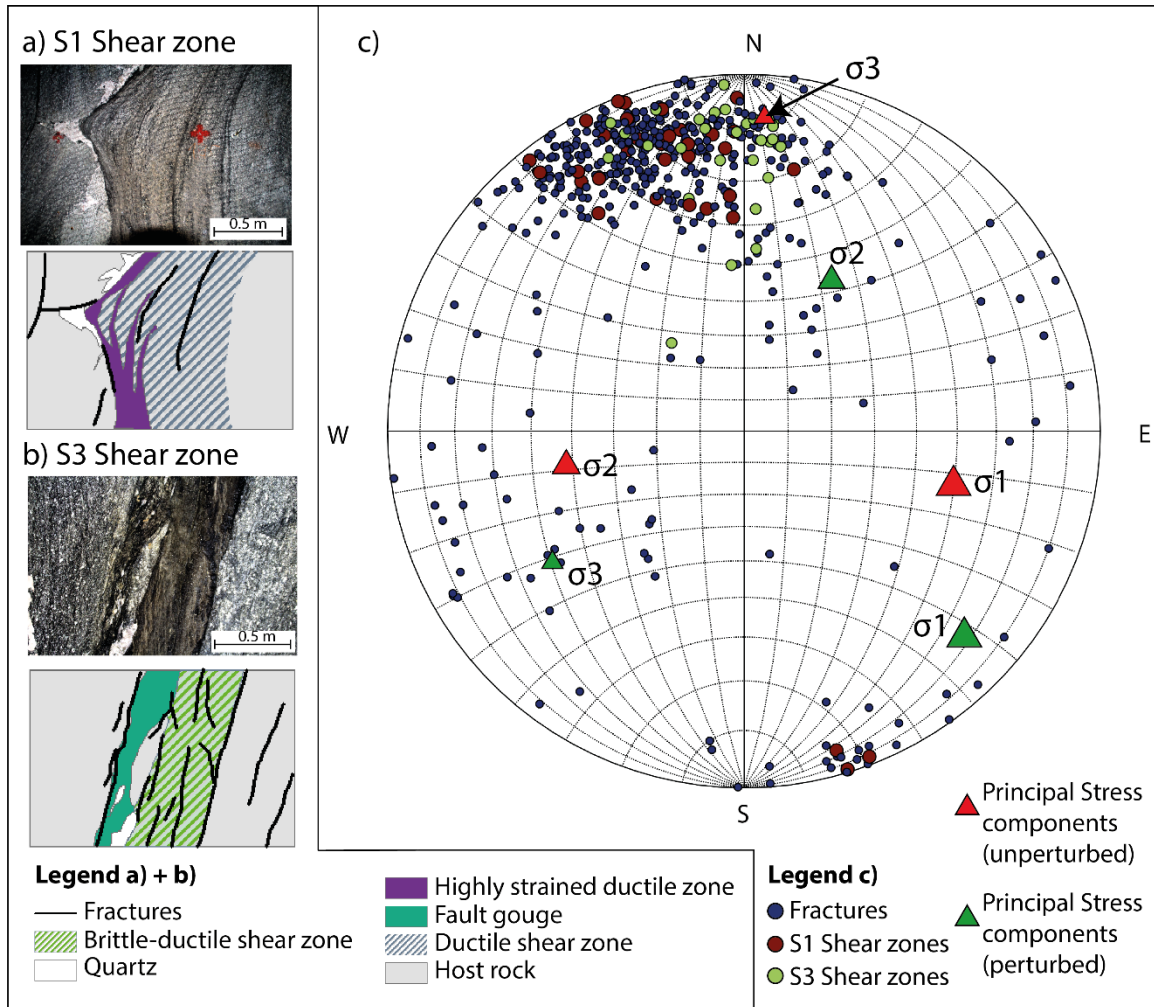 a) S1 Shear zone
0.5 m
b) S3 Shear zone
0.5 m
Legend a) + b)
Fractures
Brittle-ductile shear zone
Quartz
Highly strained ductile zone
Fault gouge
Ductile shear zone
Host rock
c)
N
σ3
σ2
W
E
σ2
σ1
σ3
σ1
S
Legend c)
Fractures
S1 Shear zones
S3 Shear zones
Principal Stress
components
(unperturbed)
Principal Stress
components
(perturbed)